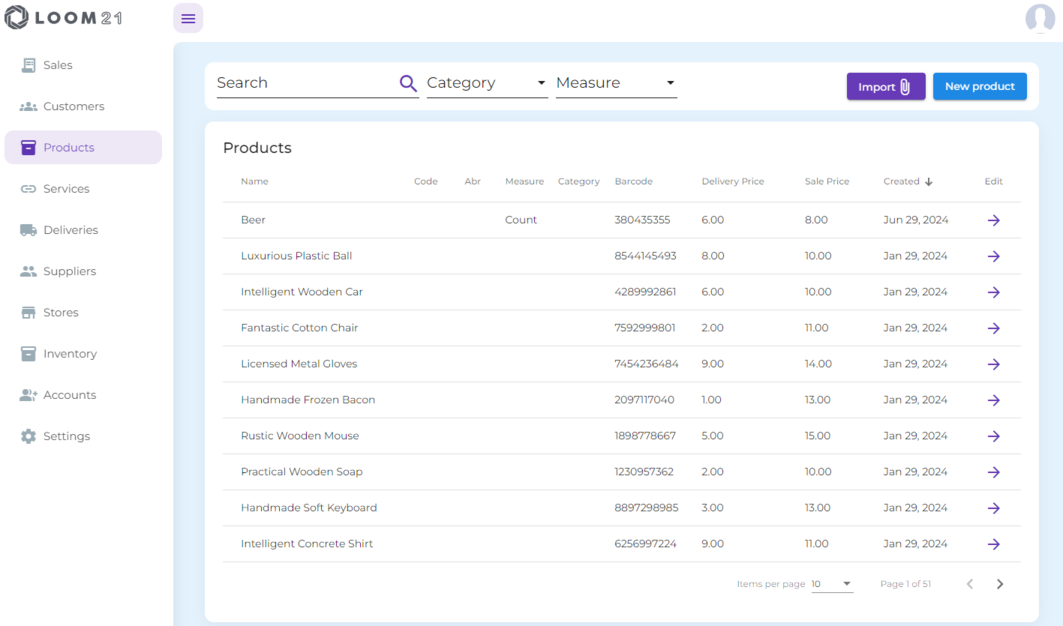 LOOM21
Sales
Customers
Products
Services
Deliveries
Suppliers
Stores
Inventory
Accounts
Settings
Search Category Measure Import New product
Products
Name Code Abr Measure Category Barcode Delivery Price Sale Price Created Edit
Beer Count 380435355 6.00 8.00 Jun 29, 2024
Luxurious Plastic Ball 8544145493 8.00 10.00 Jan 29, 2024
Intelligent Wooden Car 4289992861 6.00 10.00 Jan 29, 2024
Fantastic Cotton Chair 7592999801 2.00 11.00 Jan 29, 2024
Licensed Metal Gloves 7454236484 9.00 14.00 Jan 29, 2024
Handmade Frozen Bacon 2097117040 1.00 13.00 Jan 29, 2024
Rustic Wooden Mouse 1898778667 5.00 15.00 Jan 29, 2024
Practical Wooden Soap 1230957362 2.00 10.00 Jan 29, 2024
Handmade Soft Keyboard 8897298985 3.00 13.00 Jan 29, 2024
Intelligent Concrete Shirt 6256997224 9.00 11.00 Jan 29, 2024
Items per page 10 Page 1 of 51